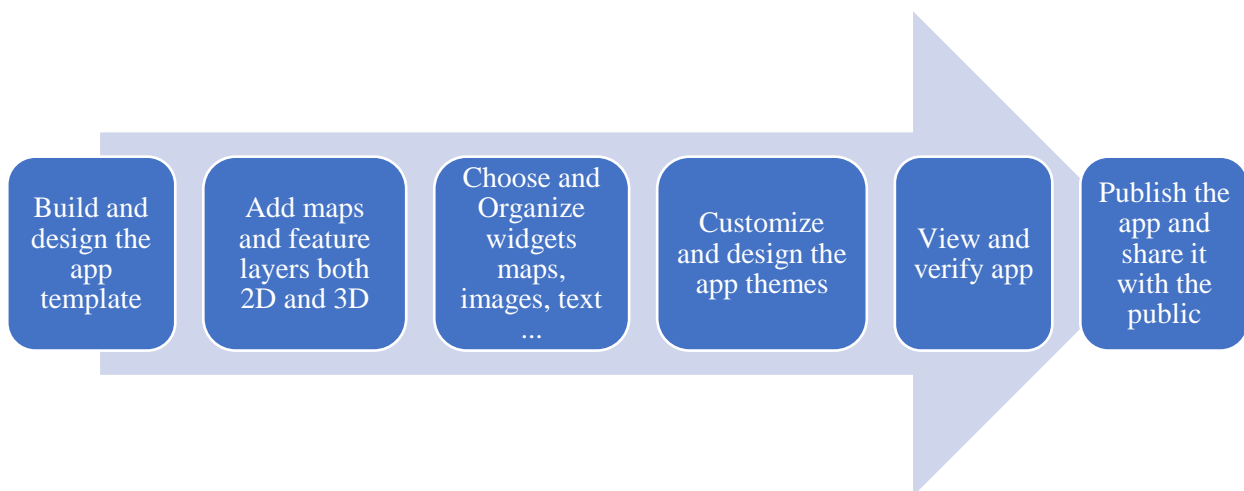 Build and
design the
app
template
Add maps
and feature
layers both
2D and 3D
Choose and
Organize
widgets
maps,
images, text
...
Customize
and design the
app themes
View and
verify app
Publish the
app and
share it
with the
public